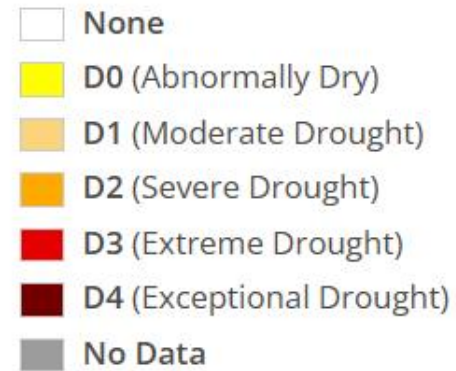 None
D0 (Abnormally Dry)
D1 (Moderate Drought)
D2 (Severe Drought)
D3 (Extreme Drought)
D4 (Exceptional Drought)
No Data